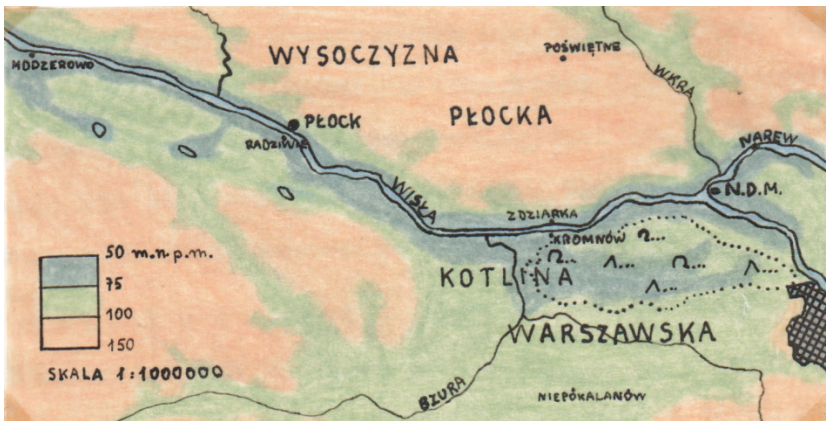 WYSOCZYZNA
POŚWIĘTNE
MODZEROWO
WKRA
PŁOCK
PŁOCKA
RADZIWIE
NAREW
WISŁA
N.D.M.
ZDZIARKA
KROMNÓW
50 m.n.p.m.
75
100
150
KOTLINA
WARSZAWSKA
SKALA 1:1000000
BZURA
NIEPOKALANÓW